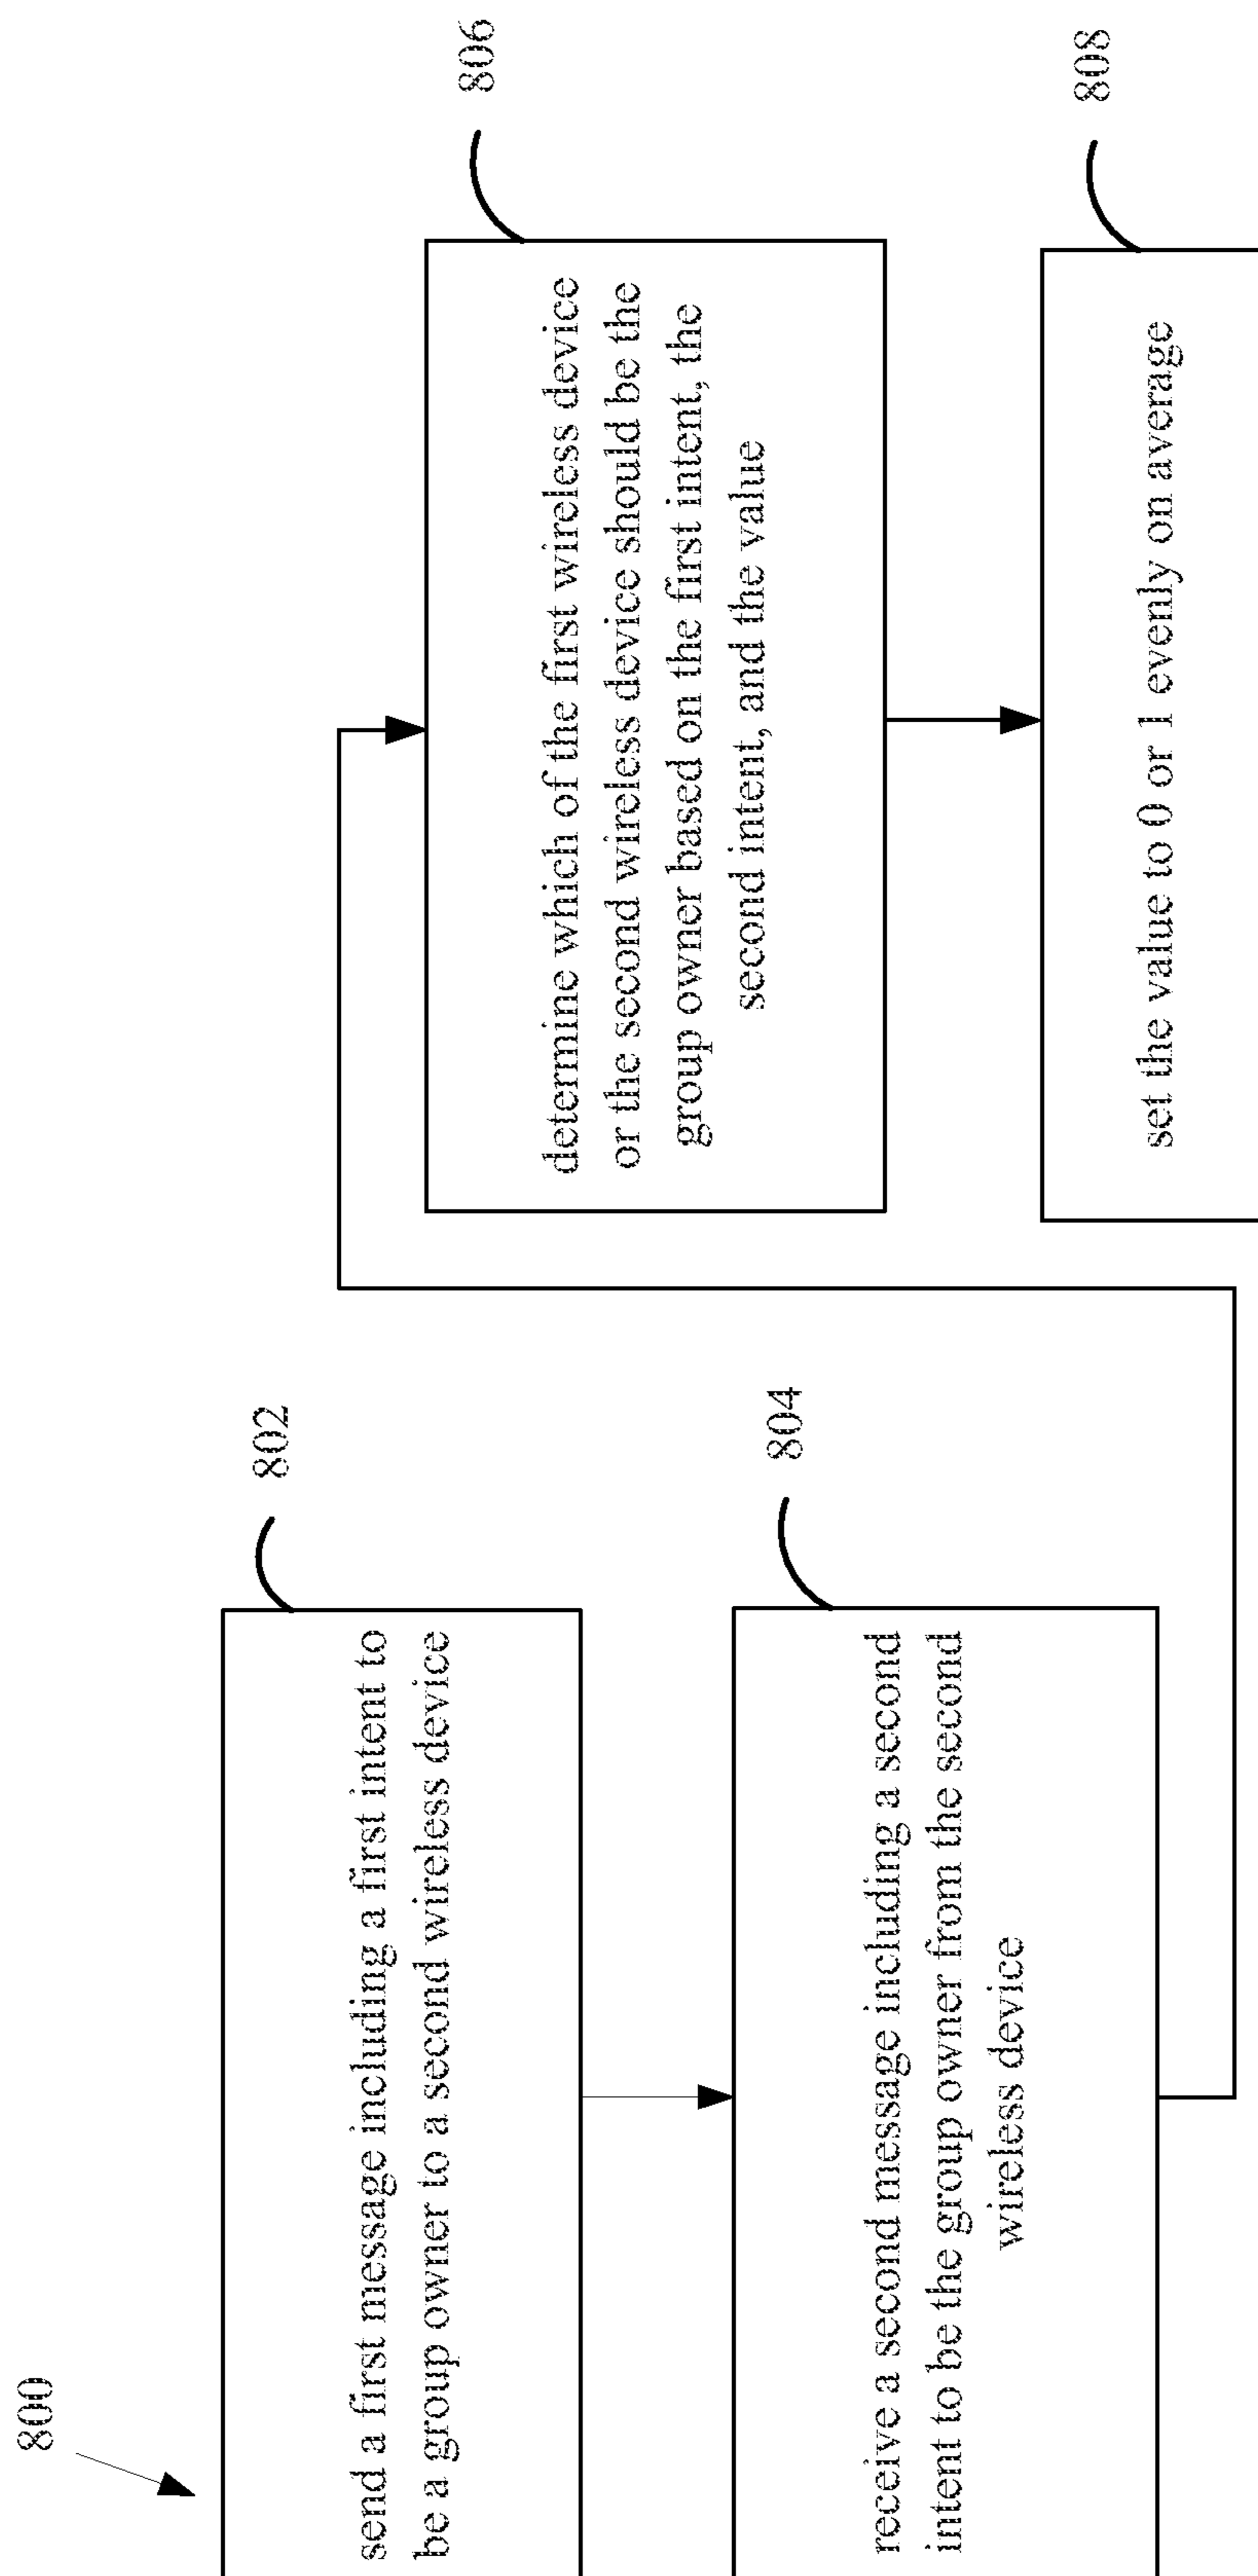 800
802
send a first message including a first intent to
be a group owner to a second wireless device
804
receive a second message including a second
intent to be the group owner from the second
wireless device
806
determine which of the first wireless device
or the second wireless device should be the
group owner based on the first intent, the
second intent, and the value
808
set the value to 0 or 1 evenly on average